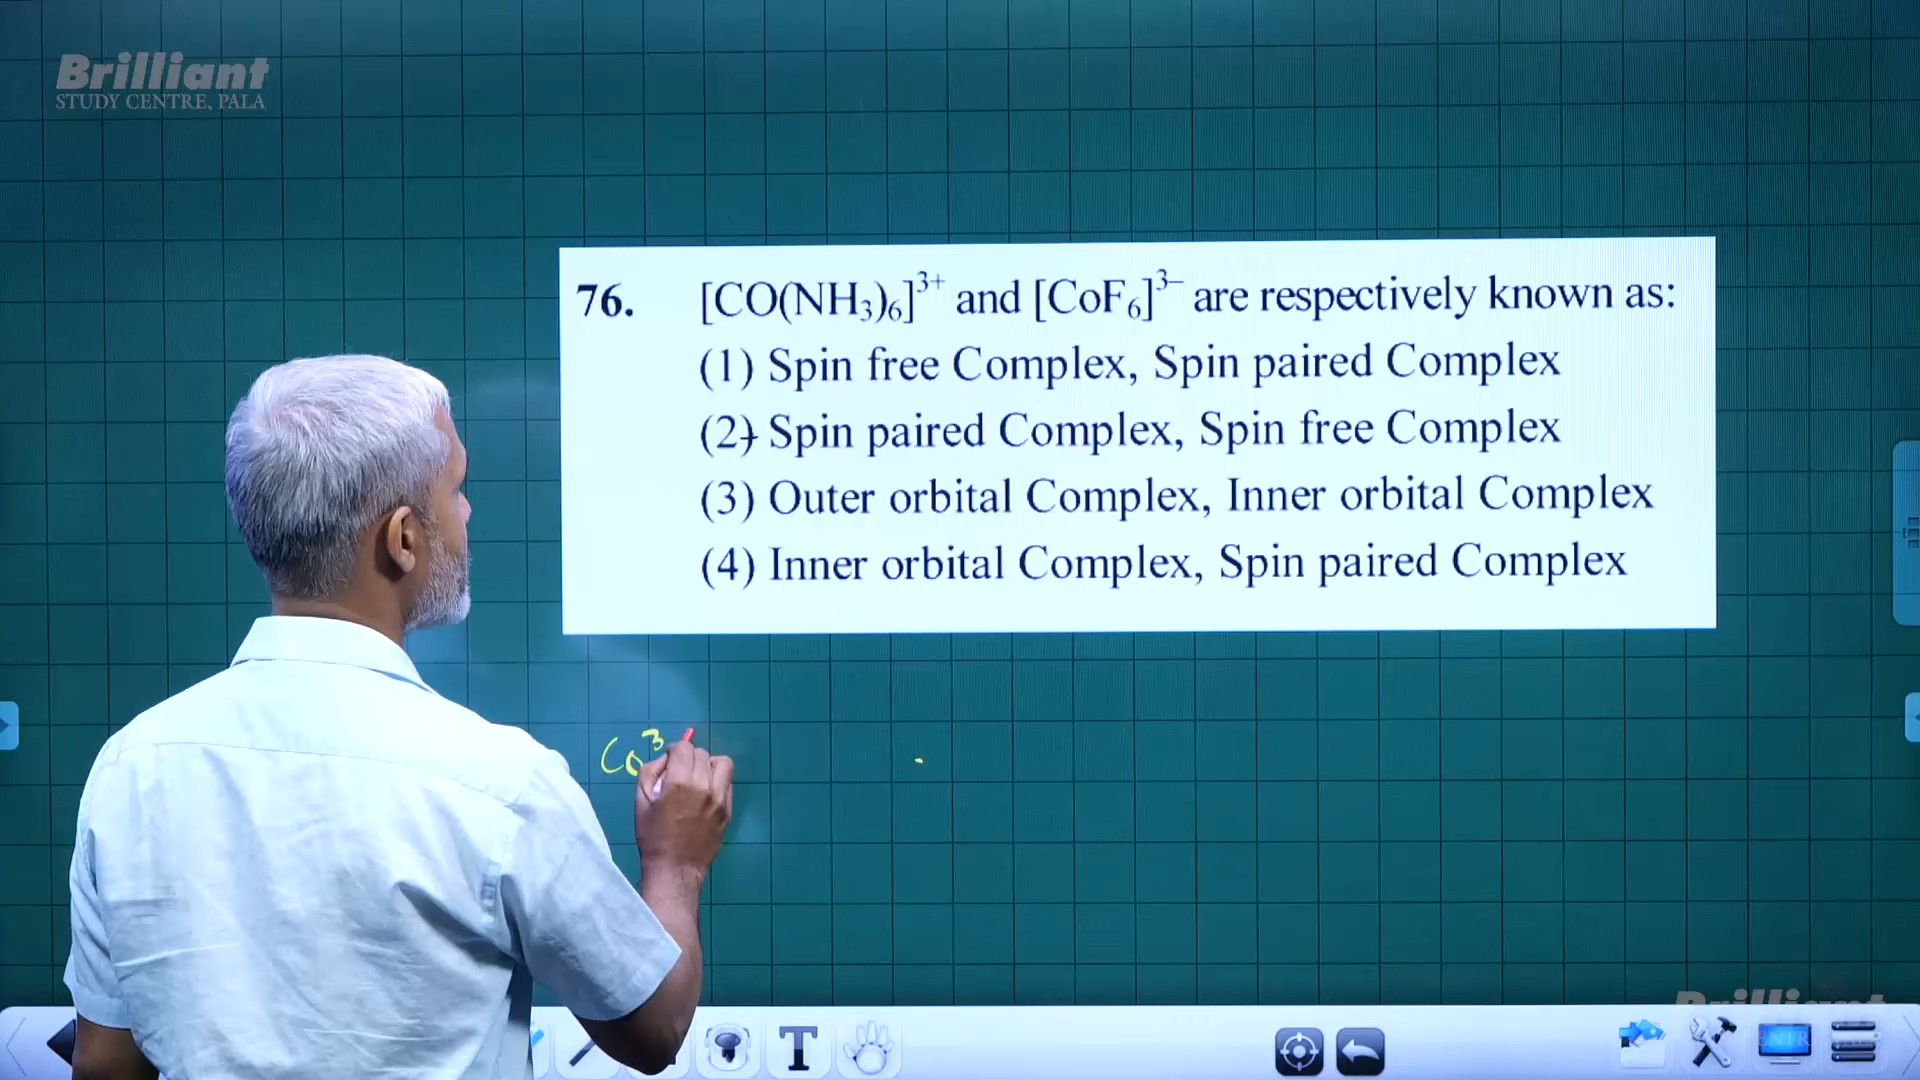 Brilliant
STUDY CENTRE, PALA
76. [CO(NH₃)₆]³⁺ and [CoF₆]³⁻ are respectively known as:
(1) Spin free Complex, Spin paired Complex
(2) Spin paired Complex, Spin free Complex
(3) Outer orbital Complex, Inner orbital Complex
(4) Inner orbital Complex, Spin paired Complex
Co³
T
Brilliant